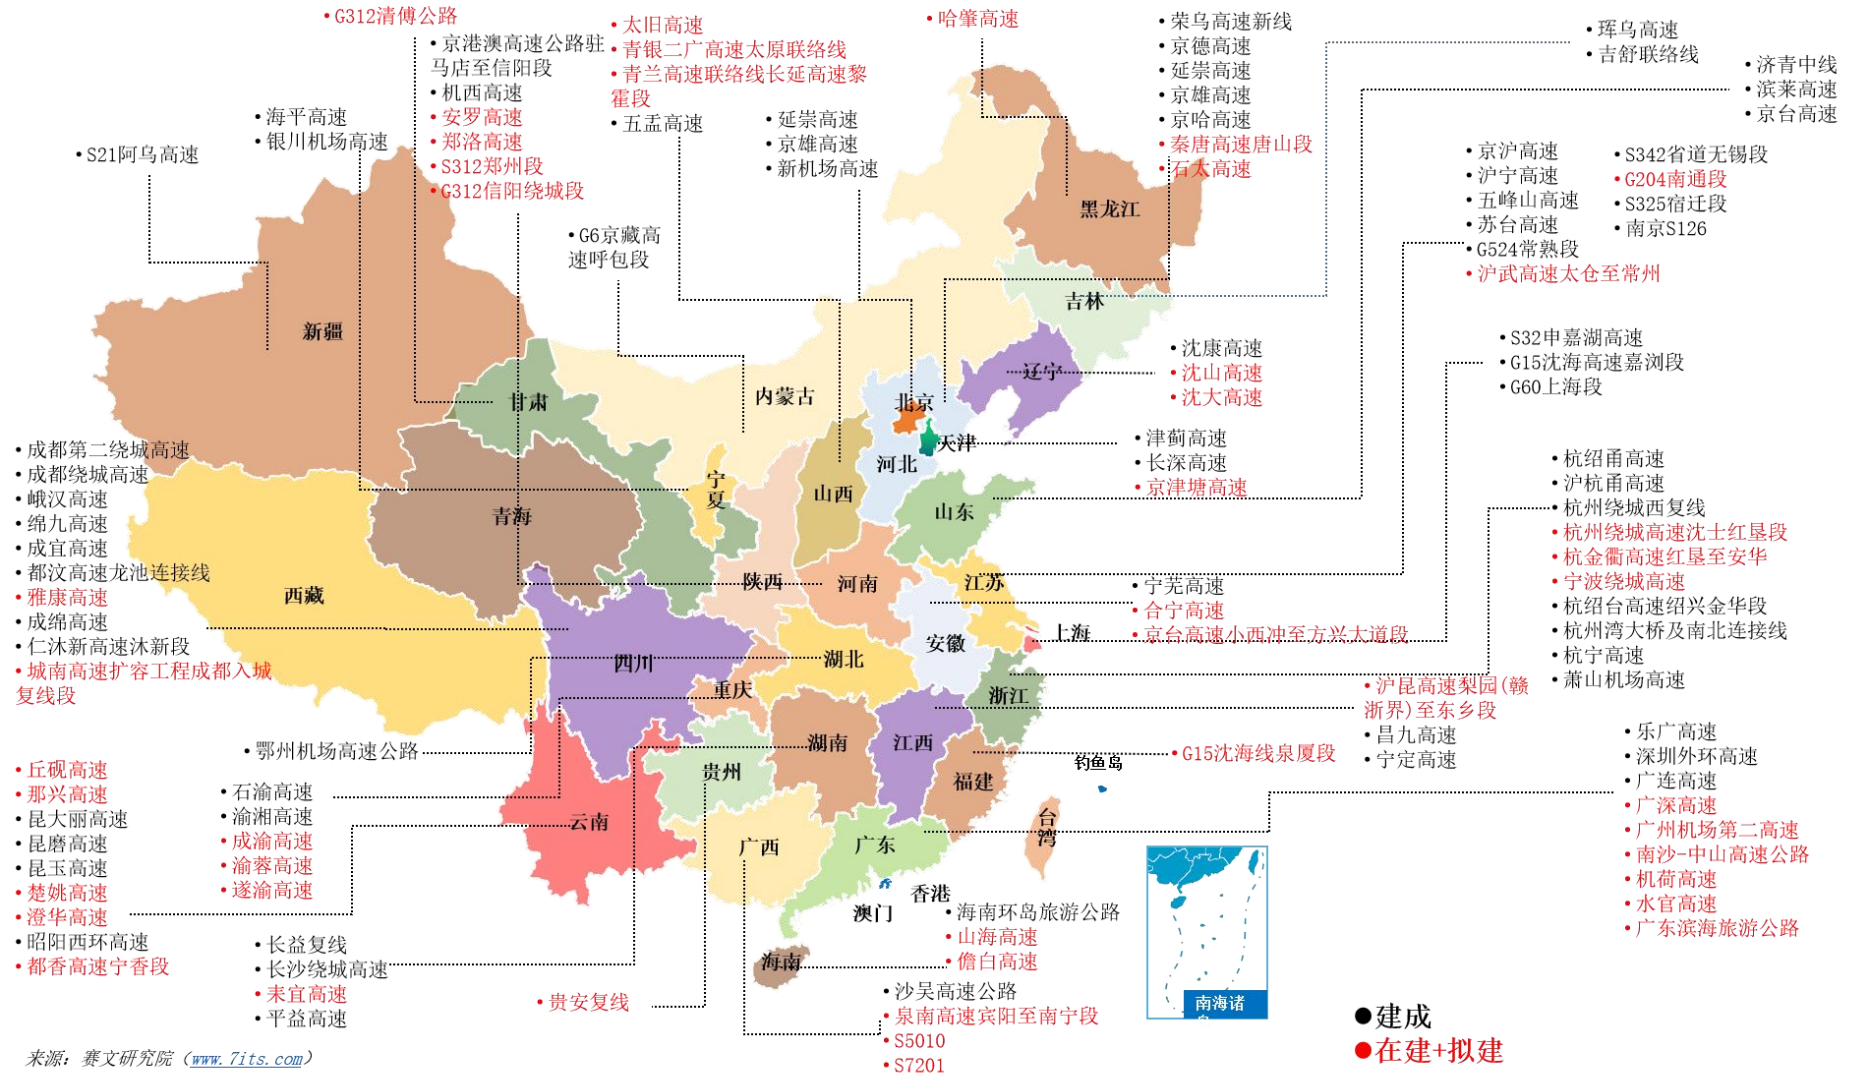 • G312清傅公路
• 京港澳高速公路驻
马店至信阳段
• 机西高速
• 安罗高速
• 郑洛高速
• S312郑州段
• G312信阳绕城段
• 太旧高速
• 青银二广高速太原联络线
• 青兰高速联络线长延高速黎
霍段
• 五盂高速
• 哈肇高速
• 荣乌高速新线
• 京德高速
• 延崇高速
• 京雄高速
• 京哈高速
• 秦唐高速唐山段
• 石太高速
• 珲乌高速
• 吉舒联络线
• 济青中线
• 滨莱高速
• 京台高速
• 海平高速
• 银川机场高速
• S21阿乌高速
• 延崇高速
• 京雄高速
• 新机场高速
• G6京藏高
速呼包段
• 京沪高速
• 沪宁高速
• 五峰山高速
• 苏台高速
• G524常熟段
• 沪武高速太仓至常州
• S342省道无锡段
• G204南通段
• S325宿迁段
• 南京S126
• S32申嘉湖高速
• G15沈海高速嘉浏段
• G60上海段
• 沈康高速
• 沈山高速
• 沈大高速
• 津蓟高速
• 长深高速
• 京津塘高速
• 成都第二绕城高速
• 成都绕城高速
• 峨汉高速
• 绵九高速
• 成宜高速
• 都汶高速龙池连接线
• 雅康高速
• 成绵高速
• 仁沐新高速沐新段
• 城南高速扩容工程成都入城
复线段
• 杭绍甬高速
• 沪杭甬高速
• 杭州绕城西复线
• 杭州绕城高速沈士红垦段
• 杭金衢高速红垦至安华
• 宁波绕城高速
• 杭绍台高速绍兴金华段
• 杭州湾大桥及南北连接线
• 杭宁高速
• 萧山机场高速
• 宁芜高速
• 合宁高速
• 京台高速小西冲至方兴大道段
• 沪昆高速梨园(赣
浙界)至东乡段
• 昌九高速
• 宁定高速
• G15沈海线泉厦段
• 鄂州机场高速公路
• 丘砚高速
• 那兴高速
• 昆大丽高速
• 昆磨高速
• 昆玉高速
• 楚姚高速
• 澄华高速
• 昭阳西环高速
• 都香高速宁香段
• 石渝高速
• 渝湘高速
• 成渝高速
• 渝蓉高速
• 遂渝高速
• 长益复线
• 长沙绕城高速
• 耒宜高速
• 平益高速
• 贵安复线
• 海南环岛旅游公路
• 山海高速
• 儋白高速
• 沙吴高速公路
• 泉南高速宾阳至南宁段
• S5010
• S7201
• 乐广高速
• 深圳外环高速
• 广连高速
• 广深高速
• 广州机场第二高速
• 南沙-中山高速公路
• 机荷高速
• 水官高速
• 广东滨海旅游公路
黑龙江
吉林
辽宁
新疆
甘肃
内蒙古
北京
天津
河北
宁夏
山西
山东
青海
西藏
陕西
河南
江苏
安徽
上海
四川
湖北
重庆
浙江
湖南
江西
贵州
福建
钓鱼岛
台湾
云南
广西
广东
香港
澳门
海南
南海诸
●建成
●在建+拟建
来源：赛文研究院（www.7its.com）